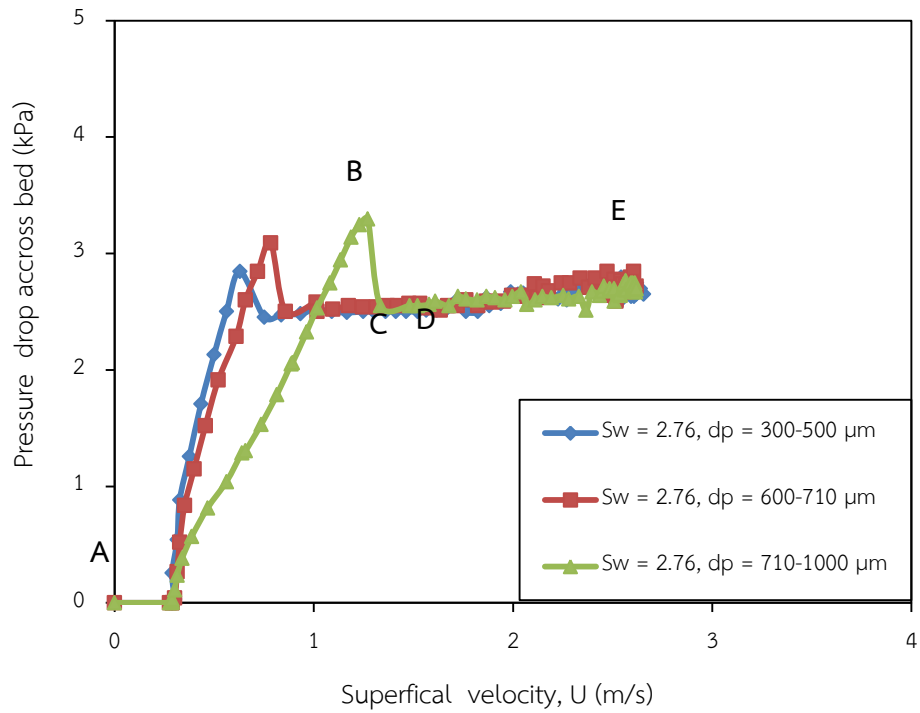 5
4
3
2
1
0
0
1
2
3
4
Pressure drop accross bed (kPa)
Superfical velocity, U (m/s)
A
B
C
D
E
Sw = 2.76, dp = 300-500 µm
Sw = 2.76, dp = 600-710 µm
Sw = 2.76, dp = 710-1000 µm